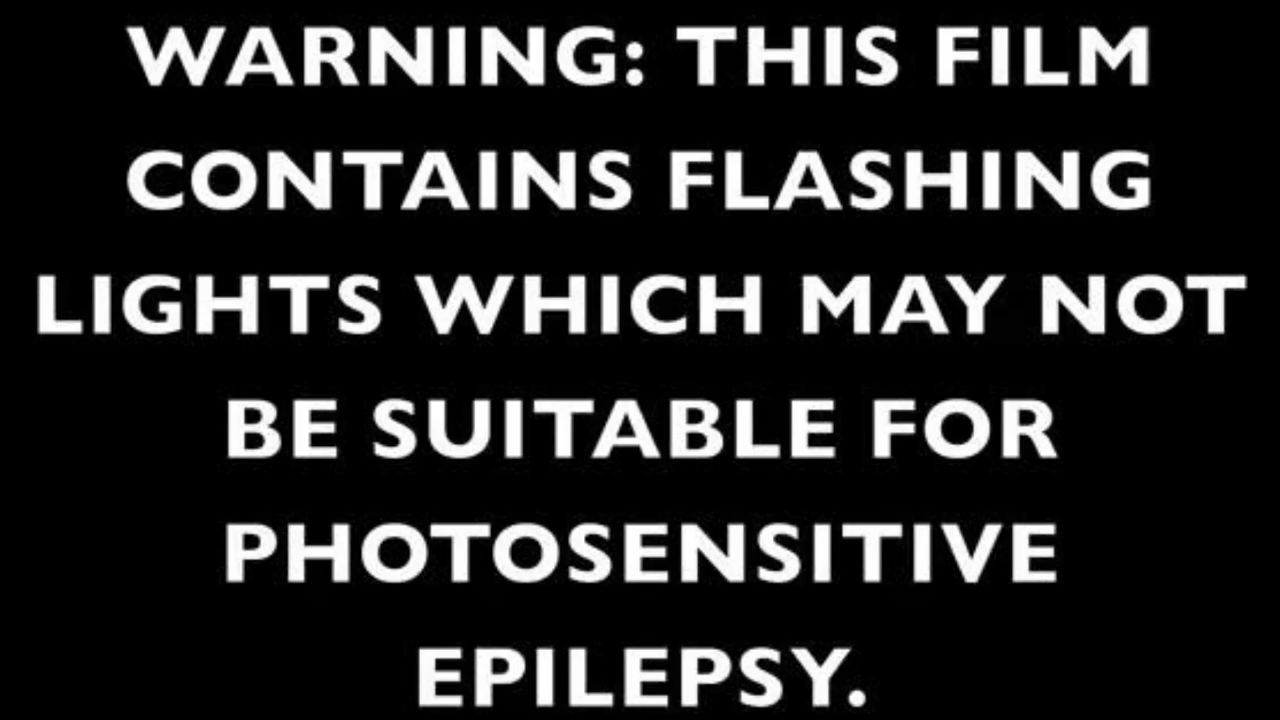 WARNING: THIS FILM
CONTAINS FLASHING
LIGHTS WHICH MAY NOT
BE SUITABLE FOR
PHOTOSENSITIVE
EPILEPSY.